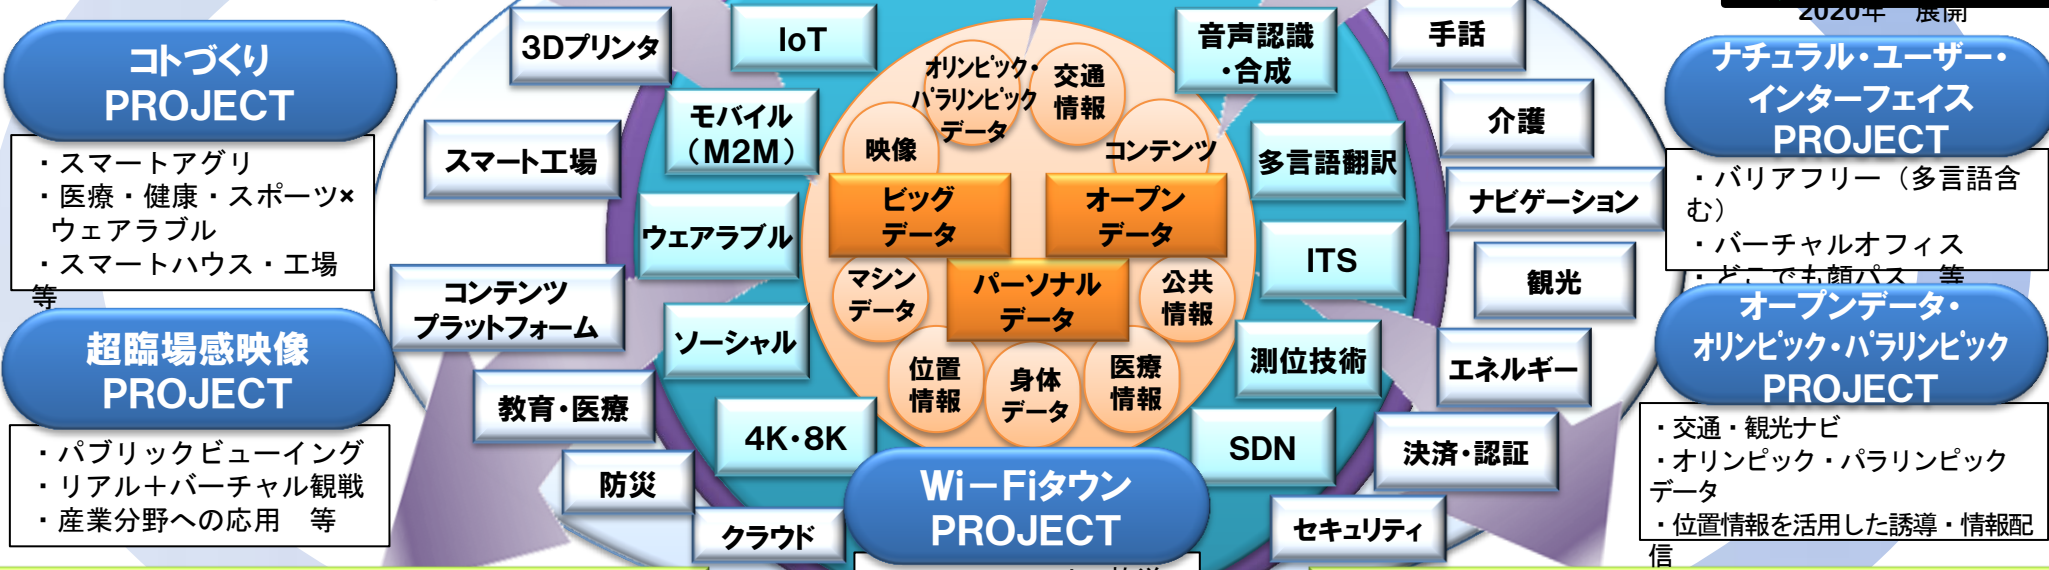 2020年　展開
コトづくり
PROJECT
・スマートアグリ
・医療・健康・スポーツ×
ウェアラブル
・スマートハウス・工場
等
超臨場感映像
PROJECT
・パブリックビューイング
・リアル＋バーチャル観戦
・産業分野への応用　等
3Dプリンタ
スマート工場
コンテンツ
プラットフォーム
教育・医療
防災
クラウド
IoT
モバイル
（M2M）
ウェアラブル
ソーシャル
4K・8K
オリンピック・
パラリンピック
データ
交通
情報
映像
コンテンツ
ビッグ
データ
オープン
データ
パーソナル
データ
マシン
データ
公共
情報
位置
情報
身体
データ
医療
情報
Wi－Fiタウン
PROJECT
音声認識
・合成
多言語翻訳
ITS
測位技術
SDN
手話
介護
ナビゲーション
観光
エネルギー
決済・認証
セキュリティ
ナチュラル・ユーザー・
インターフェイス
PROJECT
・バリアフリー（多言語含
む）
・バーチャルオフィス
・どこでも顔パス　等
オープンデータ・
オリンピック・パラリンピック
PROJECT
・交通・観光ナビ
・オリンピック・パラリンピック
データ
・位置情報を活用した誘導・情報配
信